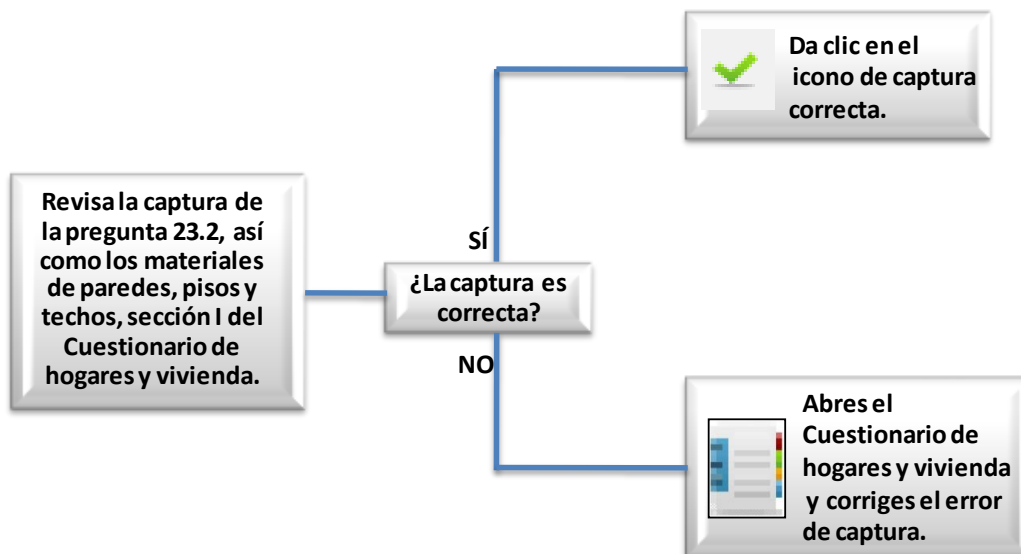 Da clic en el
icono de captura
correcta.
Revisa la captura de
la pregunta 23.2, así
como los materiales
de paredes, pisos y
techos, sección I del
Cuestionario de
hogares y vivienda.
SÍ
¿La captura es
correcta?
NO
Abres el
Cuestionario de
hogares y vivienda
y corriges el error
de captura.